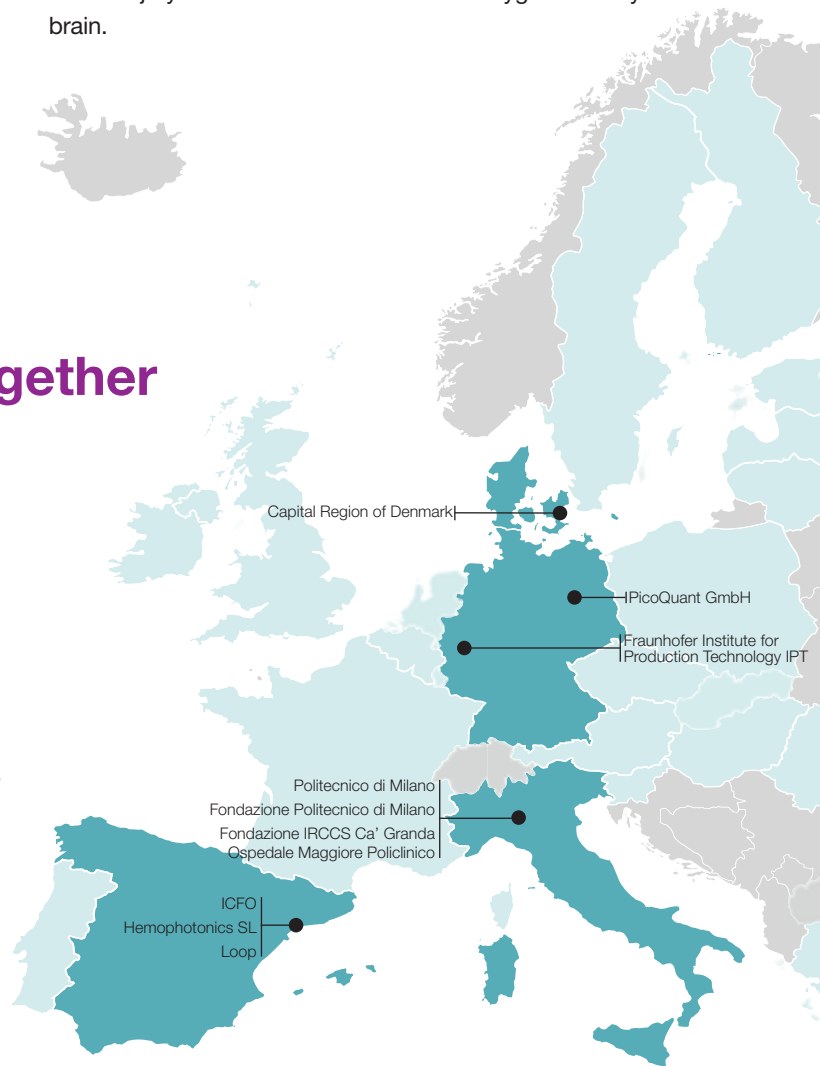 brain.
gether
Capital Region of Denmark
PicoQuant GmbH
Fraunhofer Institute for
Production Technology IPT
Politecnico di Milano
Fondazione Politecnico di Milano
Fondazione IRCCS Ca’ Granda
Ospedale Maggiore Policlinico
ICFO
Hemophotonics SL
Loop